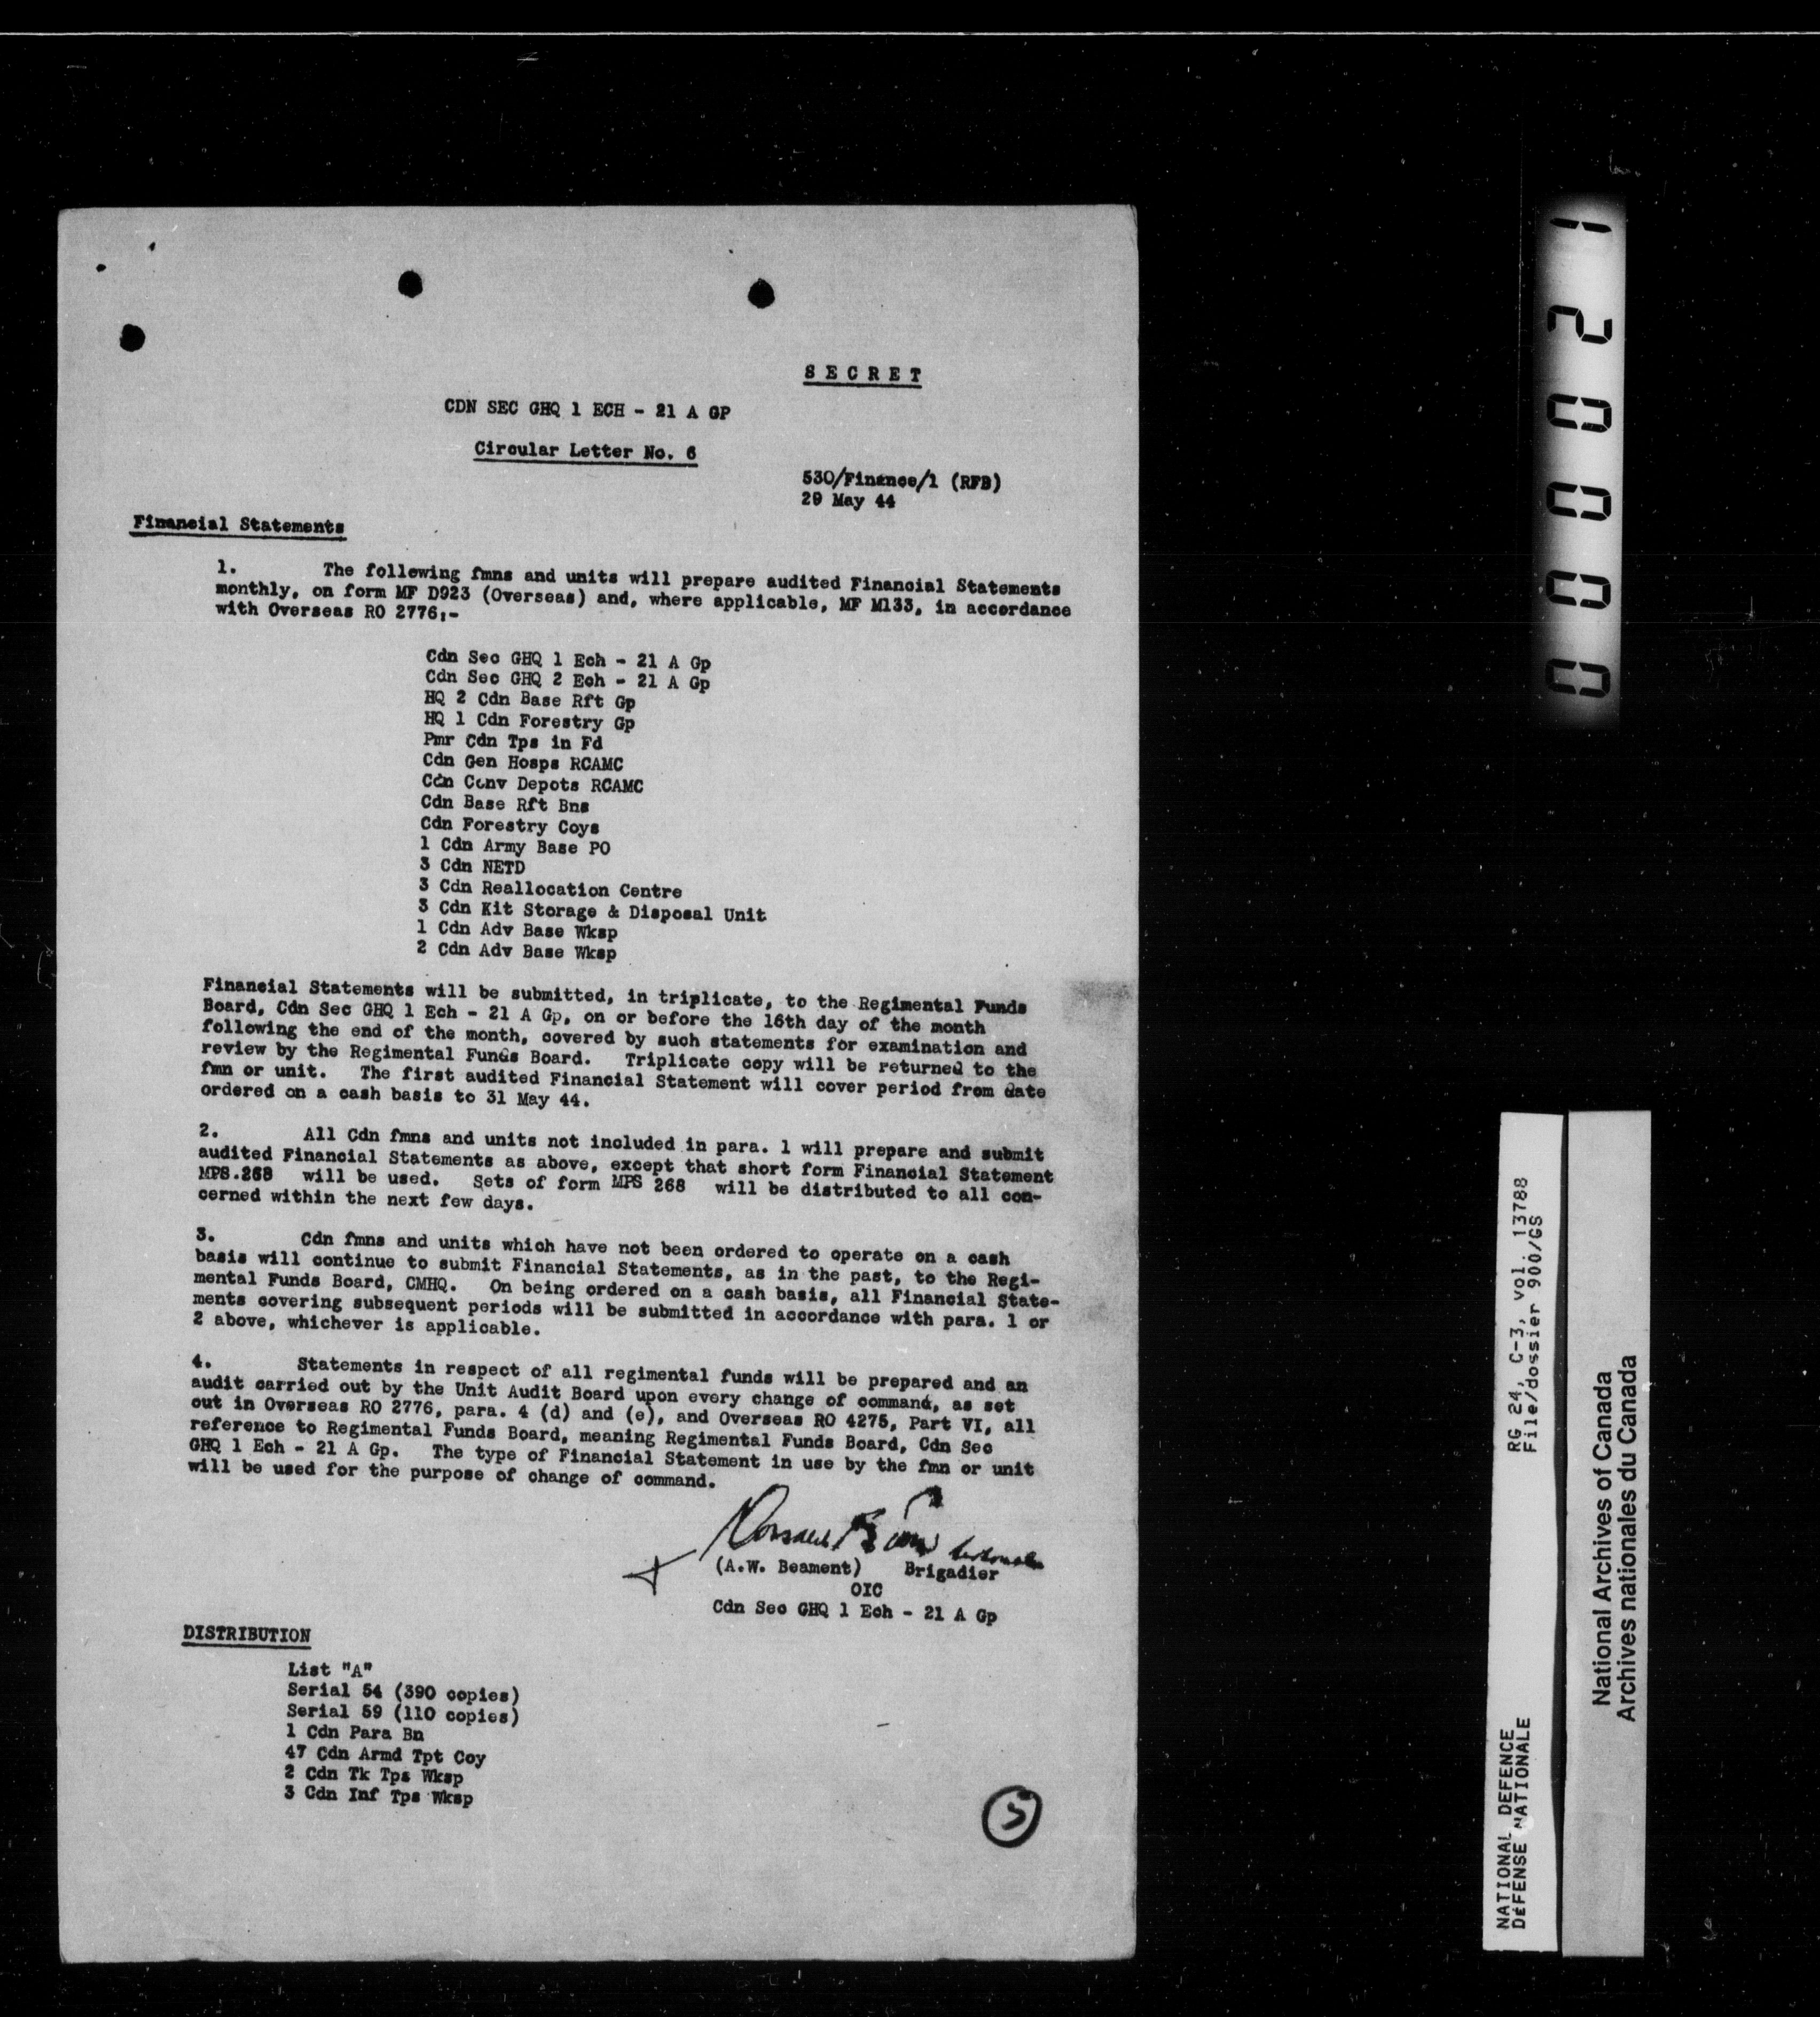 S E C R E T
CDN SEC GHQ 1 ECH - 21 A GP
Circular Letter No. 6
530/Finance/1 (RFB)
29 May 44
Financial Statements
1. The following fmns and units will prepare audited Financial Statements
monthly, on form MF D923 (Overseas) and, where applicable, MF M133, in accordance
with Overseas RO 2776;-
Cdn Sec GHQ 1 Ech - 21 A Gp
Cdn Sec GHQ 2 Ech - 21 A Gp
HQ 2 Cdn Base Rft Gp
HQ 1 Cdn Forestry Gp
Pmr Cdn Tps in Fd
Cdn Gen Hosps RCAMC
Cdn Conv Depots RCAMC
Cdn Base Rft Bns
Cdn Forestry Coys
1 Cdn Army Base PO
3 Cdn NETD
3 Cdn Reallocation Centre
3 Cdn Kit Storage & Disposal Unit
1 Cdn Adv Base Wksp
2 Cdn Adv Base Wksp
Financial Statements will be submitted, in triplicate, to the Regimental Funds
Board, Cdn Sec GHQ 1 Ech - 21 A Gp, on or before the 16th day of the month
following the end of the month, covered by such statements for examination and
review by the Regimental Funds Board. Triplicate copy will be returned to the
fmn or unit. The first audited Financial Statement will cover period from date
ordered on a cash basis to 31 May 44.
2. All Cdn fmns and units not included in para. 1 will prepare and submit
audited Financial Statements as above, except that short form Financial Statement
MPS.268 will be used. Sets of form MPS 268 will be distributed to all con-
cerned within the next few days.
3. Cdn fmns and units which have not been ordered to operate on a cash
basis will continue to submit Financial Statements, as in the past, to the Regi-
mental Funds Board, CMHQ. On being ordered on a cash basis, all Financial State-
ments covering subsequent periods will be submitted in accordance with para. 1 or
2 above, whichever is applicable.
4. Statements in respect of all regimental funds will be prepared and an
audit carried out by the Unit Audit Board upon every change of command, as set
out in Overseas RO 2776, para. 4 (d) and (e), and Overseas RO 4275, Part VI, all
reference to Regimental Funds Board, meaning Regimental Funds Board, Cdn Sec
GHQ 1 Ech - 21 A Gp. The type of Financial Statement in use by the fmn or unit
will be used for the purpose of change of command.
(A.W. Beament) Brigadier
OIC
Cdn Sec GHQ 1 Ech - 21 A Gp
DISTRIBUTION
List "A"
Serial 54 (390 copies)
Serial 59 (110 copies)
1 Cdn Para Bn
47 Cdn Armd Tpt Coy
2 Cdn Tk Tps Wksp
3 Cdn Inf Tps Wksp
000021
NATIONAL DEFENCE RG 24, C-3, vol. 13788
DÉFENSE NATIONALE File/dossier 900/GS
National Archives of Canada
Archives nationales du Canada